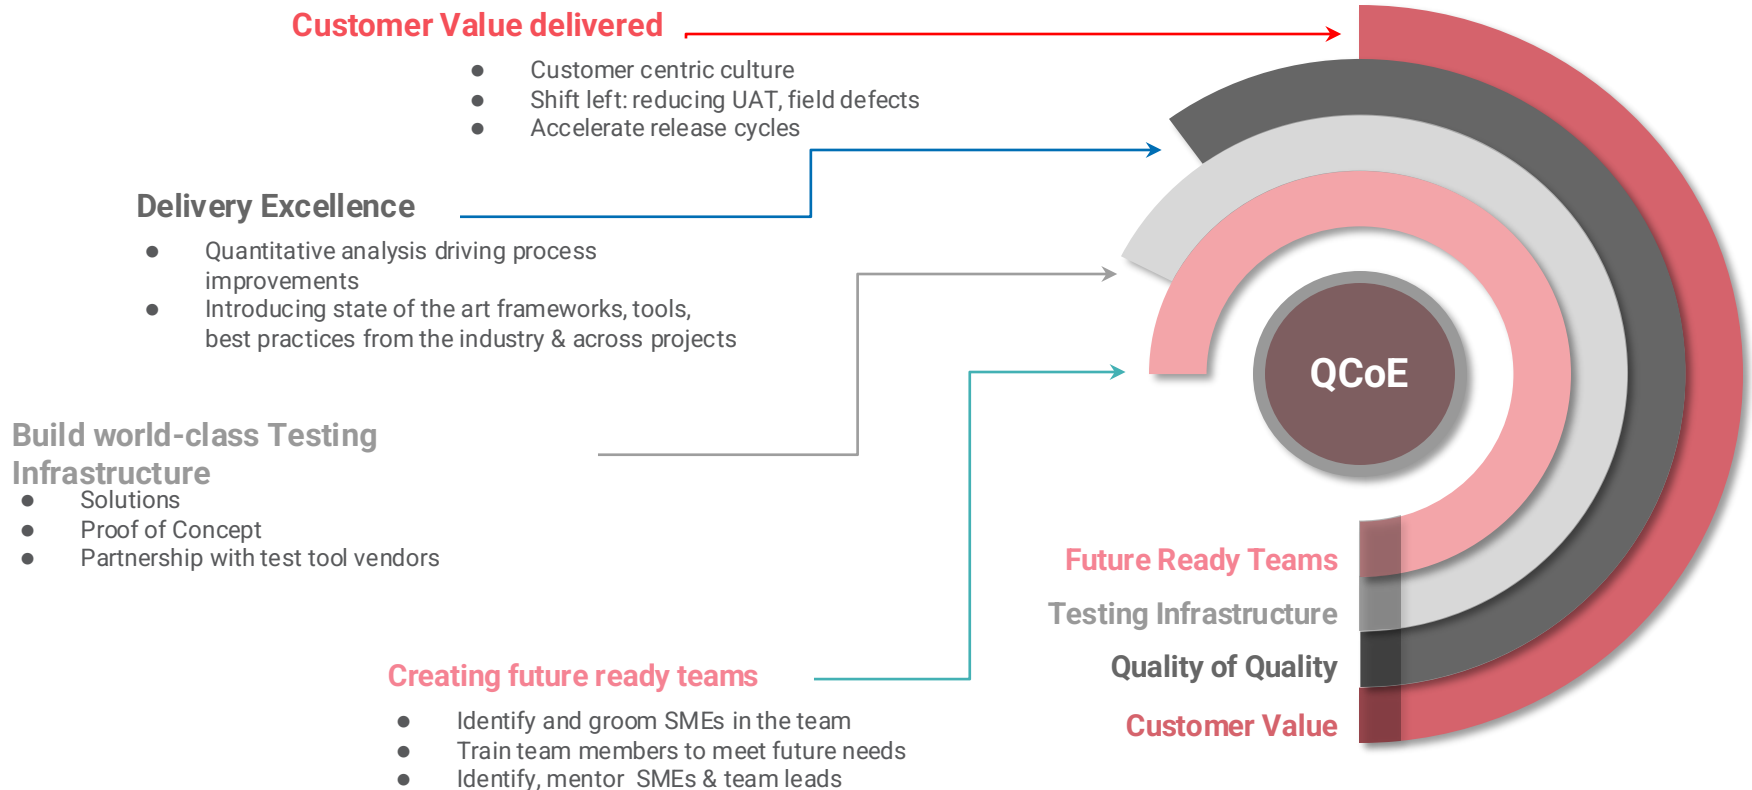 Customer Value delivered
● Customer centric culture
● Shift left: reducing UAT, field defects
● Accelerate release cycles
Delivery Excellence
● Quantitative analysis driving process
improvements
● Introducing state of the art frameworks, tools,
best practices from the industry & across projects
Build world-class Testing
Infrastructure
● Solutions
● Proof of Concept
● Partnership with test tool vendors
Creating future ready teams
● Identify and groom SMEs in the team
● Train team members to meet future needs
● Identify, mentor SMEs & team leads
QCoE
Future Ready Teams
Testing Infrastructure
Quality of Quality
Customer Value